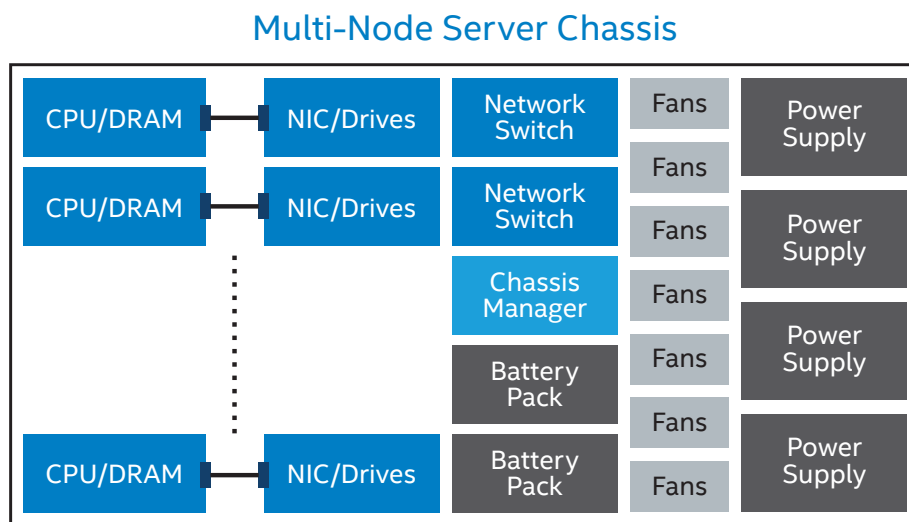 Multi-Node Server Chassis
CPU/DRAM
NIC/Drives
CPU/DRAM
NIC/Drives
CPU/DRAM
NIC/Drives
Network
Switch
Network
Switch
Chassis
Manager
Battery
Pack
Battery
Pack
Fans
Fans
Fans
Fans
Fans
Fans
Fans
Power
Supply
Power
Supply
Power
Supply
Power
Supply